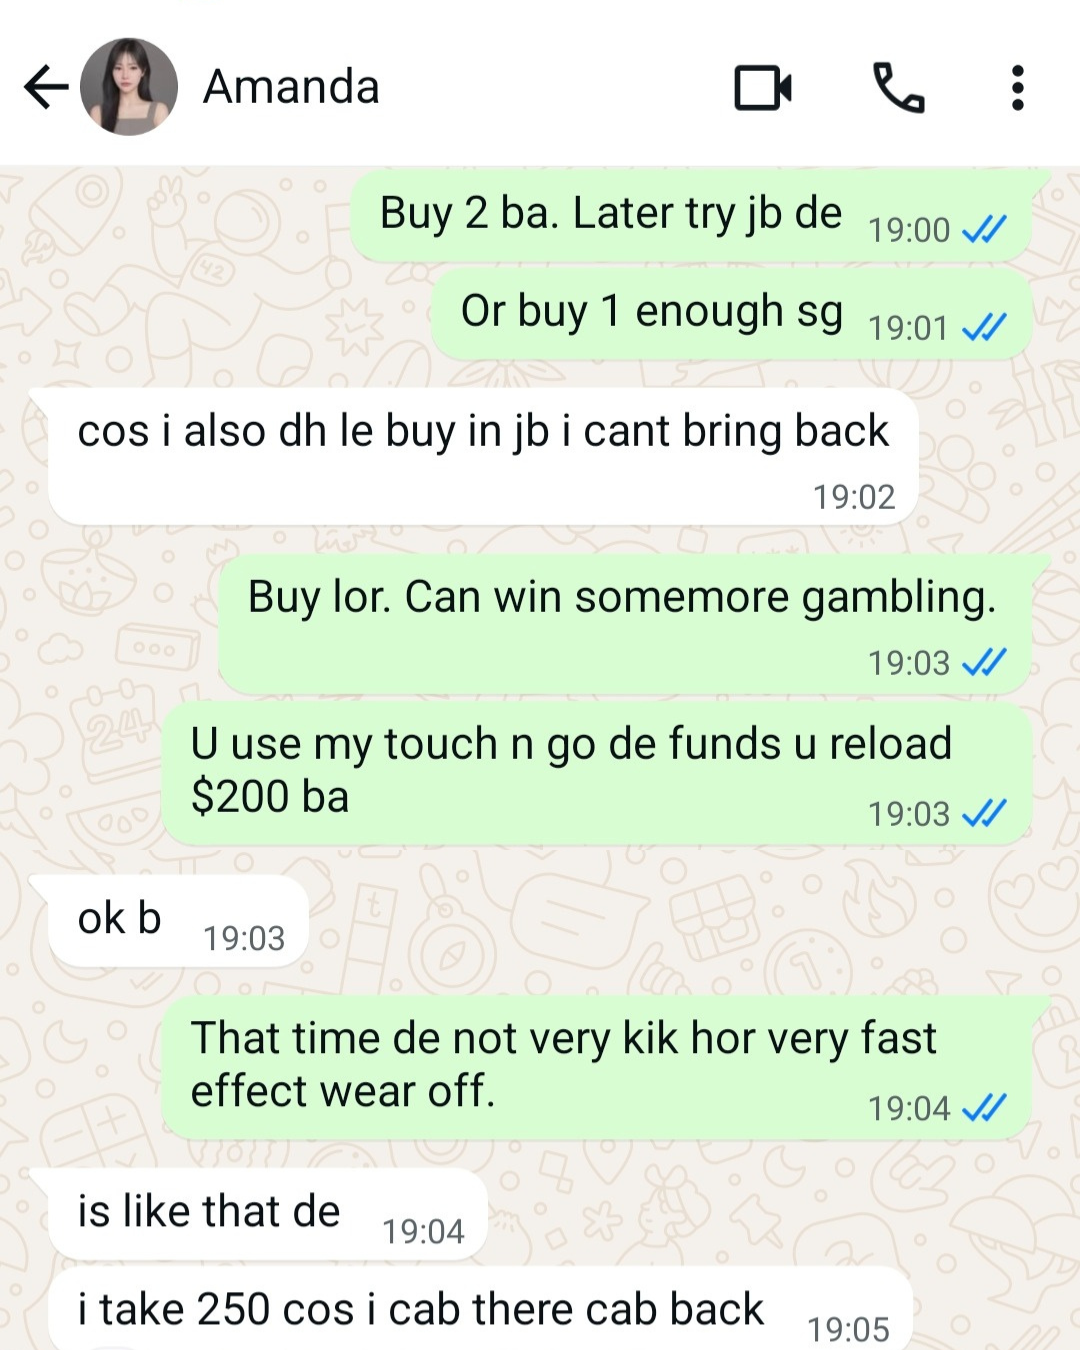 Amanda
Buy 2 ba. Later try jb de
19:00
Or buy 1 enough sg
19:01
cos i also dh le buy in jb i cant bring back
19:02
Buy lor. Can win somemore gambling.
19:03
U use my touch n go de funds u reload
$200 ba
19:03
ok b
19:03
That time de not very kik hor very fast
effect wear off.
19:04
is like that de
19:04
i take 250 cos i cab there cab back
19:05